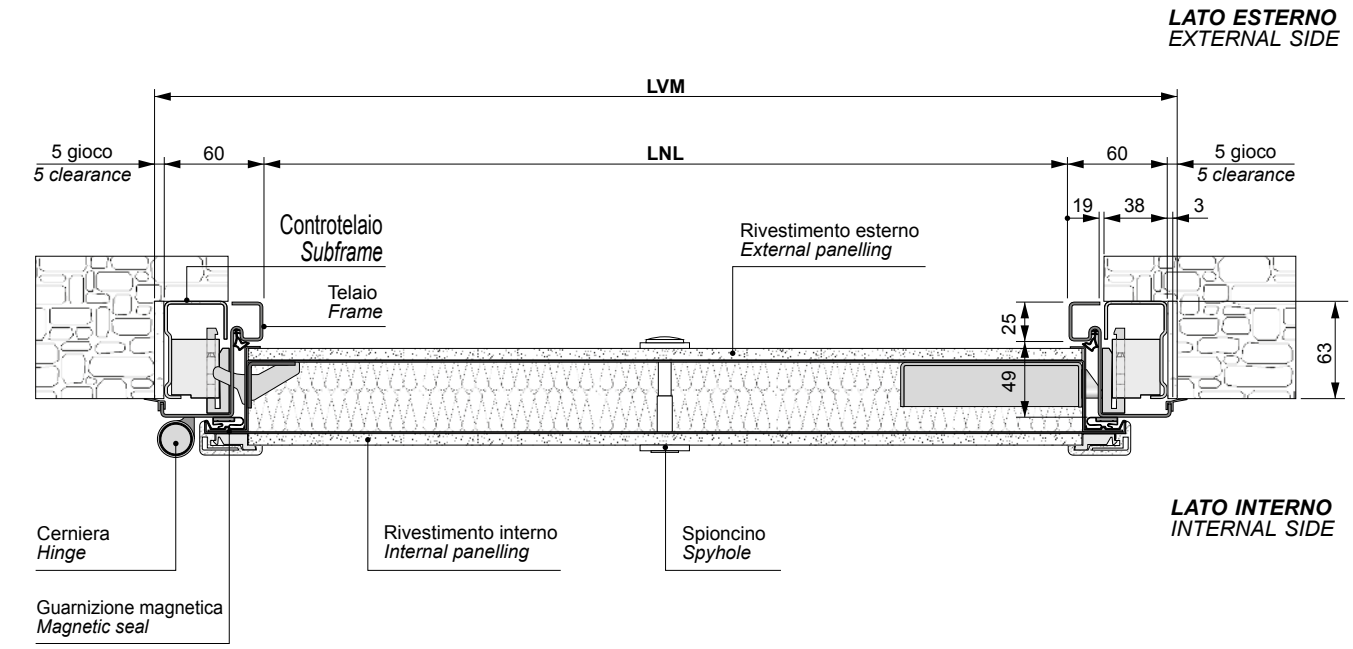 LATO ESTERNO
EXTERNAL SIDE
LVM
5 gioco
5 clearance
60
LNL
60
5 gioco
5 clearance
19
38
3
Controtelaio
Subframe
Rivestimento esterno
External panelling
Telaio
Frame
25
63
49
LATO INTERNO
INTERNAL SIDE
Cerniera
Hinge
Rivestimento interno
Internal panelling
Spioncino
Spyhole
Guarnizione magnetica
Magnetic seal